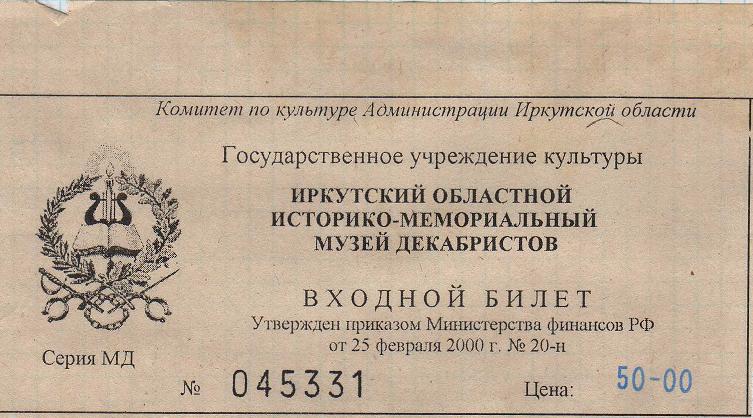 Комитет по культуре Администрации Иркутской области
Государственное учреждение культуры
ИРКУТСКИЙ ОБЛАСТНОЙ
ИСТОРИКО-МЕМОРИАЛЬНЫЙ
МУЗЕЙ ДЕКАБРИСТОВ
ВХОДНОЙ БИЛЕТ
Утвержден приказом Министерства финансов РФ
от 25 февраля 2000 г. № 20-н
Серия МД
№ 045331 Цена: 50-00